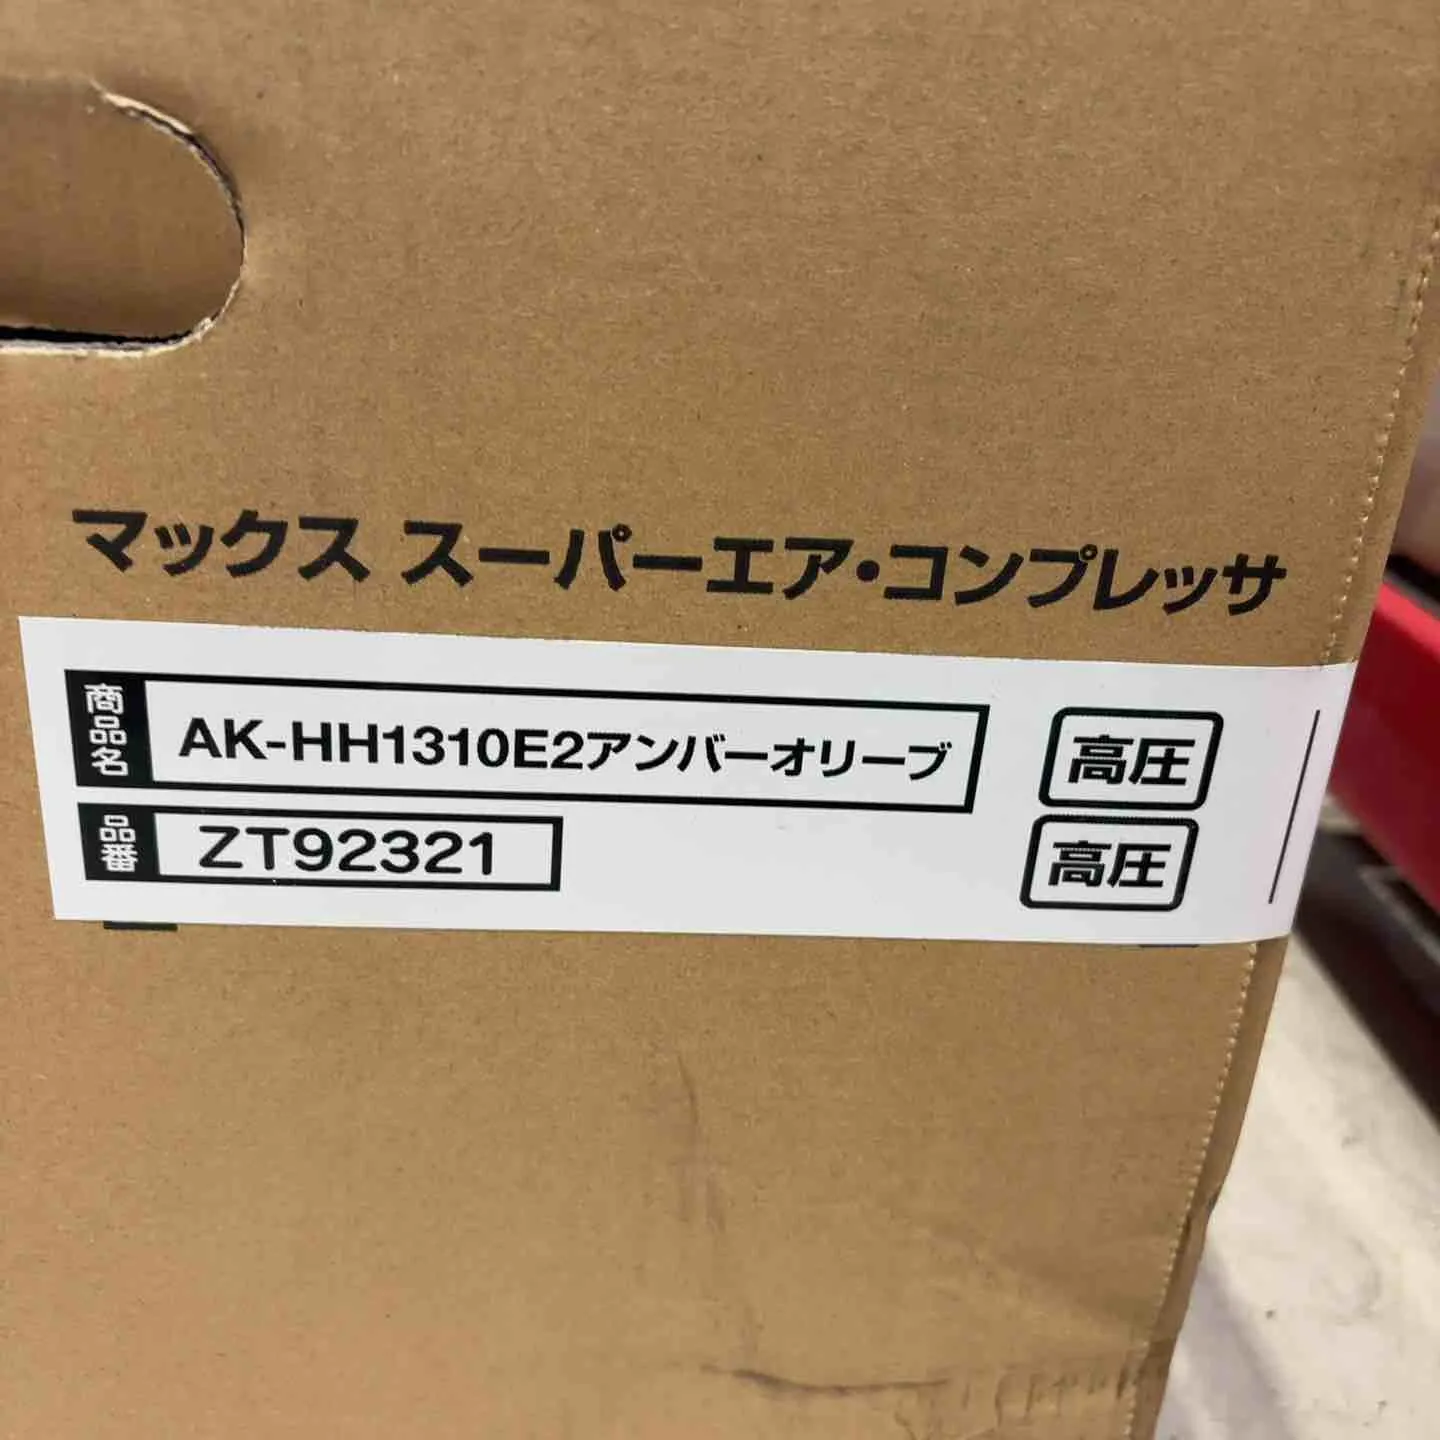 マックス スーパーエア・コンプレッサ
商品名 AK-HH1310E2アンバーオリーブ 高圧
品番 ZT92321 高圧